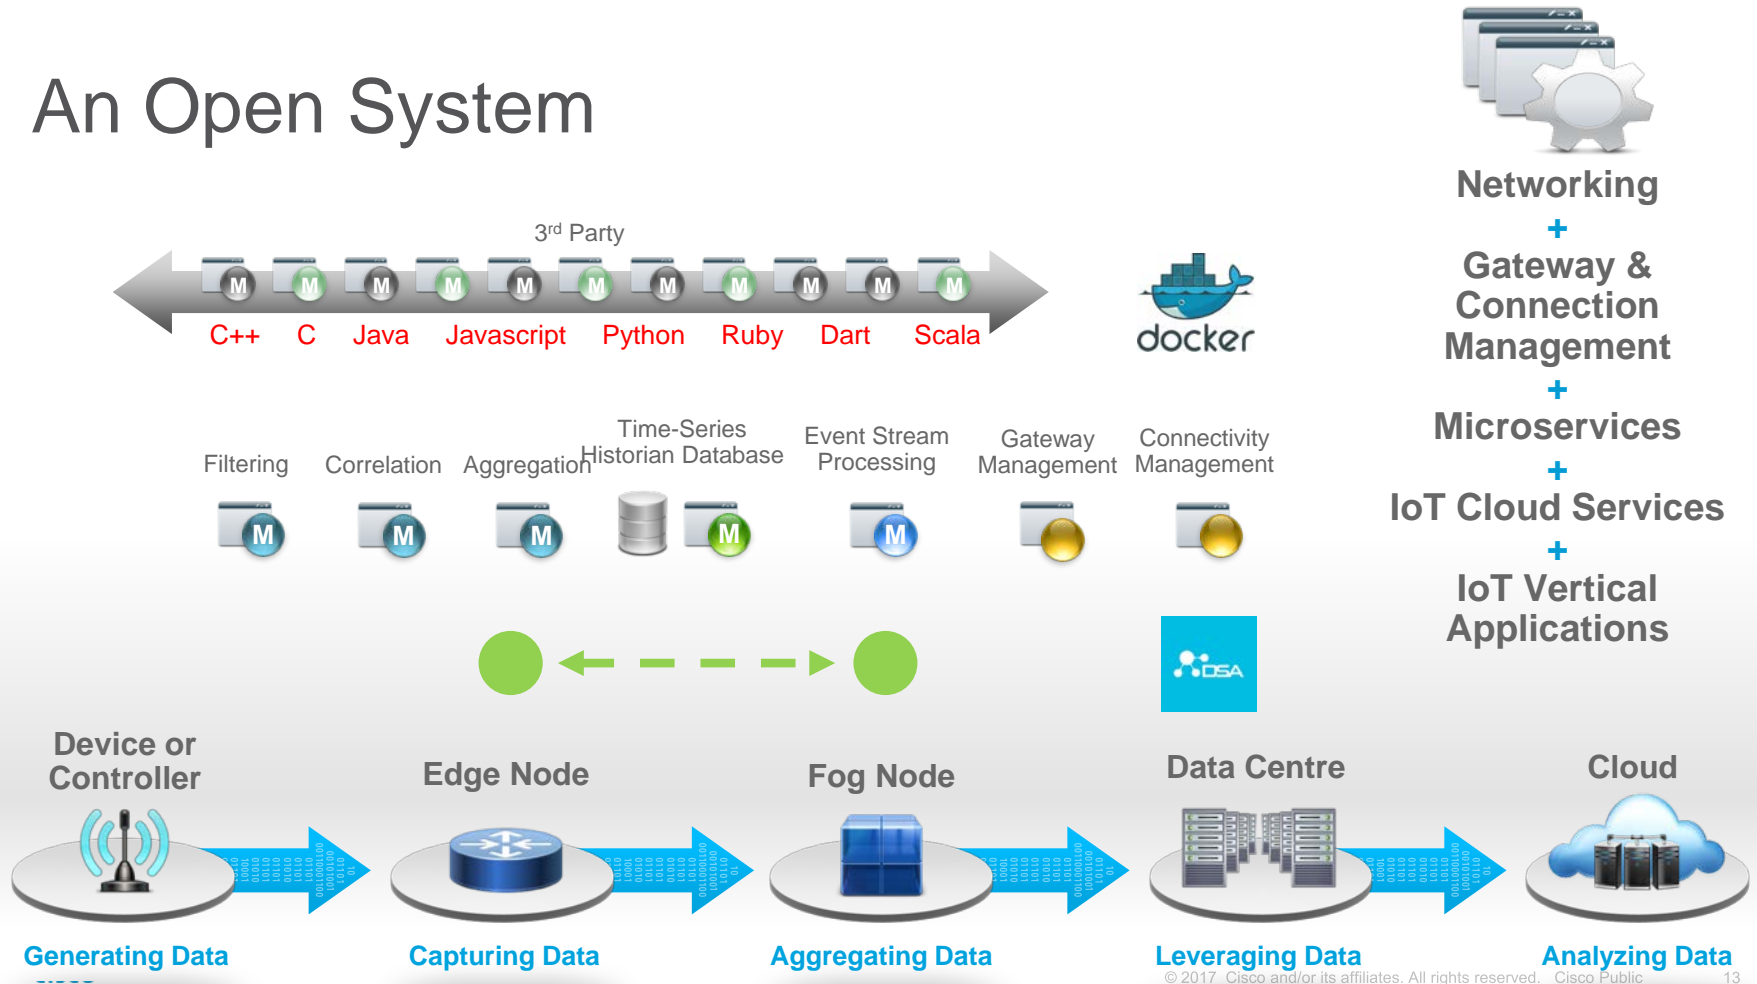 An Open System
3rd Party
M M M M M M M M M M M
C++ C Java Javascript Python Ruby Dart Scala
docker
Networking
+
Gateway &
Connection
Management
+
Microservices
+
IoT Cloud Services
+
IoT Vertical
Applications
Filtering
Correlation
Aggregation
Time-Series
Historian Database
Event Stream
Processing
Gateway
Management
Connectivity
Management
M M M M M
DSA
Device or
Controller
Edge Node
Fog Node
Data Centre
Cloud
Generating Data
Capturing Data
Aggregating Data
Leveraging Data
Analyzing Data
© 2017 Cisco and/or its affiliates. All rights reserved. Cisco Public 13